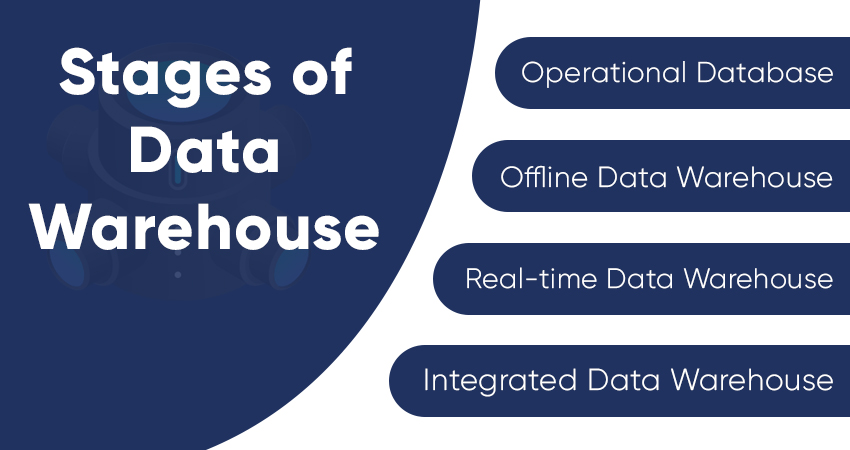 Stages of
Data
Warehouse
Operational Database
Offline Data Warehouse
Real-time Data Warehouse
Integrated Data Warehouse